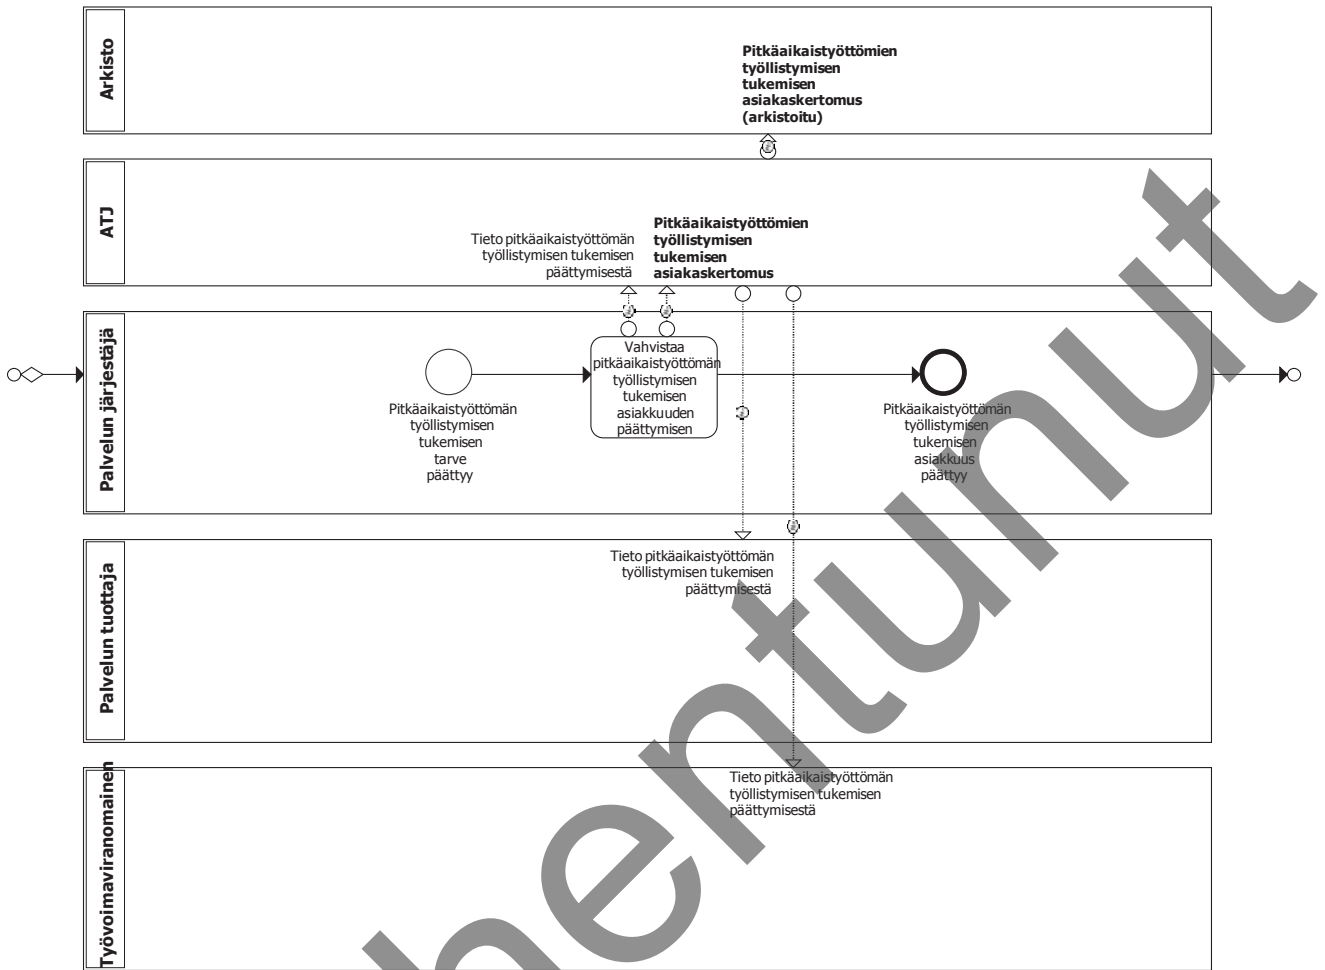 Arkisto
Pitkäaikaistyöttömien
työllistymisen
tukemisen
asiakaskertomus
(arkistoitu)
ATJ
Tieto pitkäaikaistyöttömän
työllistymisen tukemisen
päättymisestä
Pitkäaikaistyöttömien
työllistymisen
tukemisen
asiakaskertomus
Palvelun järjestäjä
Pitkäaikaistyöttömän
työllistymisen
tukemisen
tarve
päättyy
Vahvistaa
pitkäaikaistyöttömän
työllistymisen
tukemisen
asiakkuuden
päättymisen
Pitkäaikaistyöttömän
työllistymisen
tukemisen
asiakkuus
päättyy
Palvelun tuottaja
Tieto pitkäaikaistyöttömän
työllistymisen tukemisen
päättymisestä
Työvoimaviranomainen
Tieto pitkäaikaistyöttömän
työllistymisen tukemisen
päättymisestä
hentunut